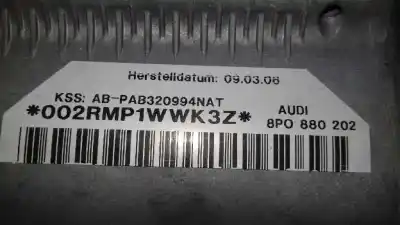 Herstelldatum: 09.03.06
KSS: AB-PAB320994NAT
*002RMP1WWK3Z*
AUDI
8P0 880 202